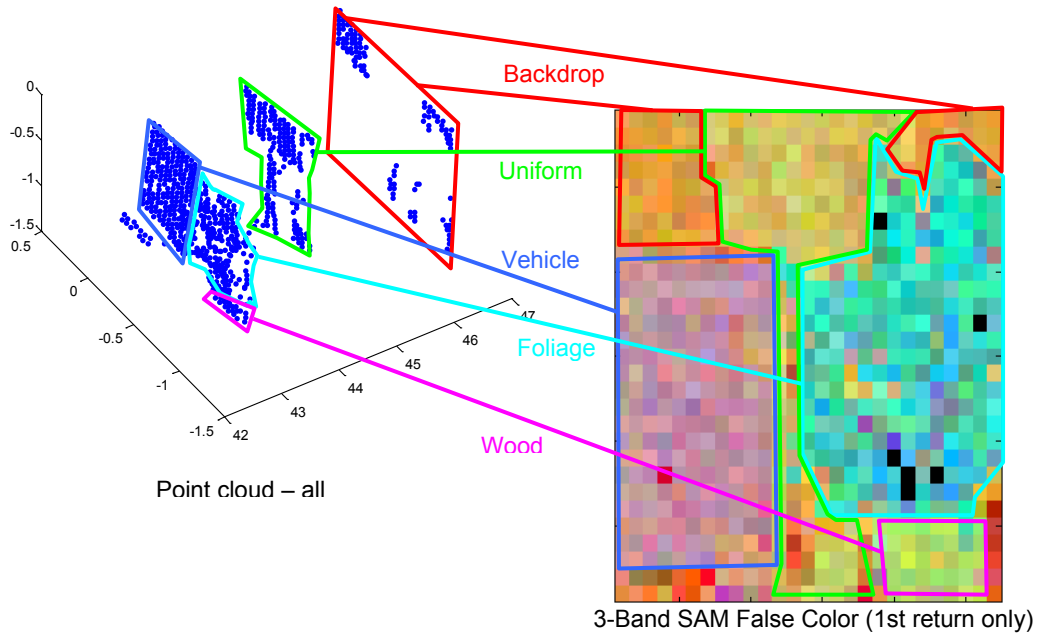 Backdrop
Uniform
Vehicle
Foliage
Wood
0
-0.5
-1
-1.5
0.5
0
-0.5
-1
-1.5
42
43
44
45
46
47
Point cloud – all
3-Band SAM False Color (1st return only)